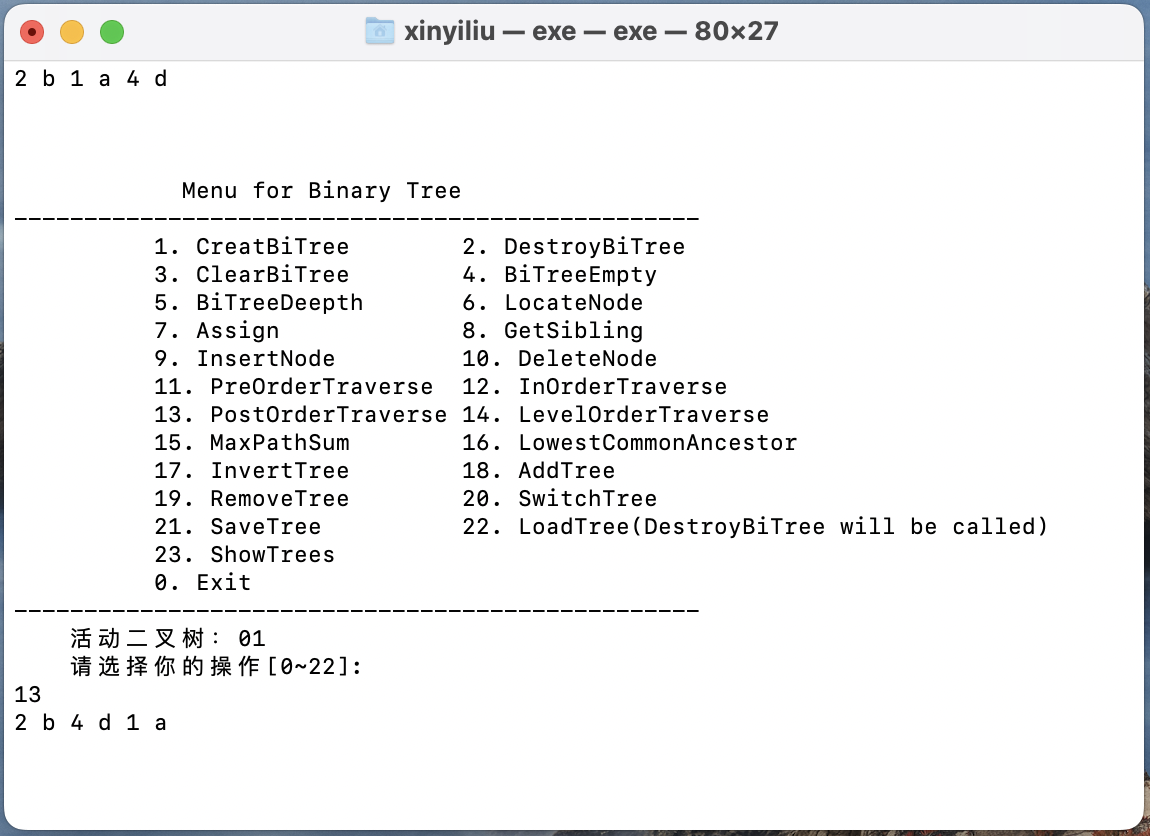 xinyiliu — exe — exe — 80×27
2 b 1 a 4 d
Menu for Binary Tree
-------------------------------------------------
1. CreatBiTree 2. DestroyBiTree
3. ClearBiTree 4. BiTreeEmpty
5. BiTreeDeepth 6. LocateNode
7. Assign 8. GetSibling
9. InsertNode 10. DeleteNode
11. PreOrderTraverse 12. InOrderTraverse
13. PostOrderTraverse 14. LevelOrderTraverse
15. MaxPathSum 16. LowestCommonAncestor
17. InvertTree 18. AddTree
19. RemoveTree 20. SwitchTree
21. SaveTree 22. LoadTree(DestroyBiTree will be called)
23. ShowTrees
0. Exit
-------------------------------------------------
活动二叉树：01
请选择你的操作[0~22]:
13
2 b 4 d 1 a